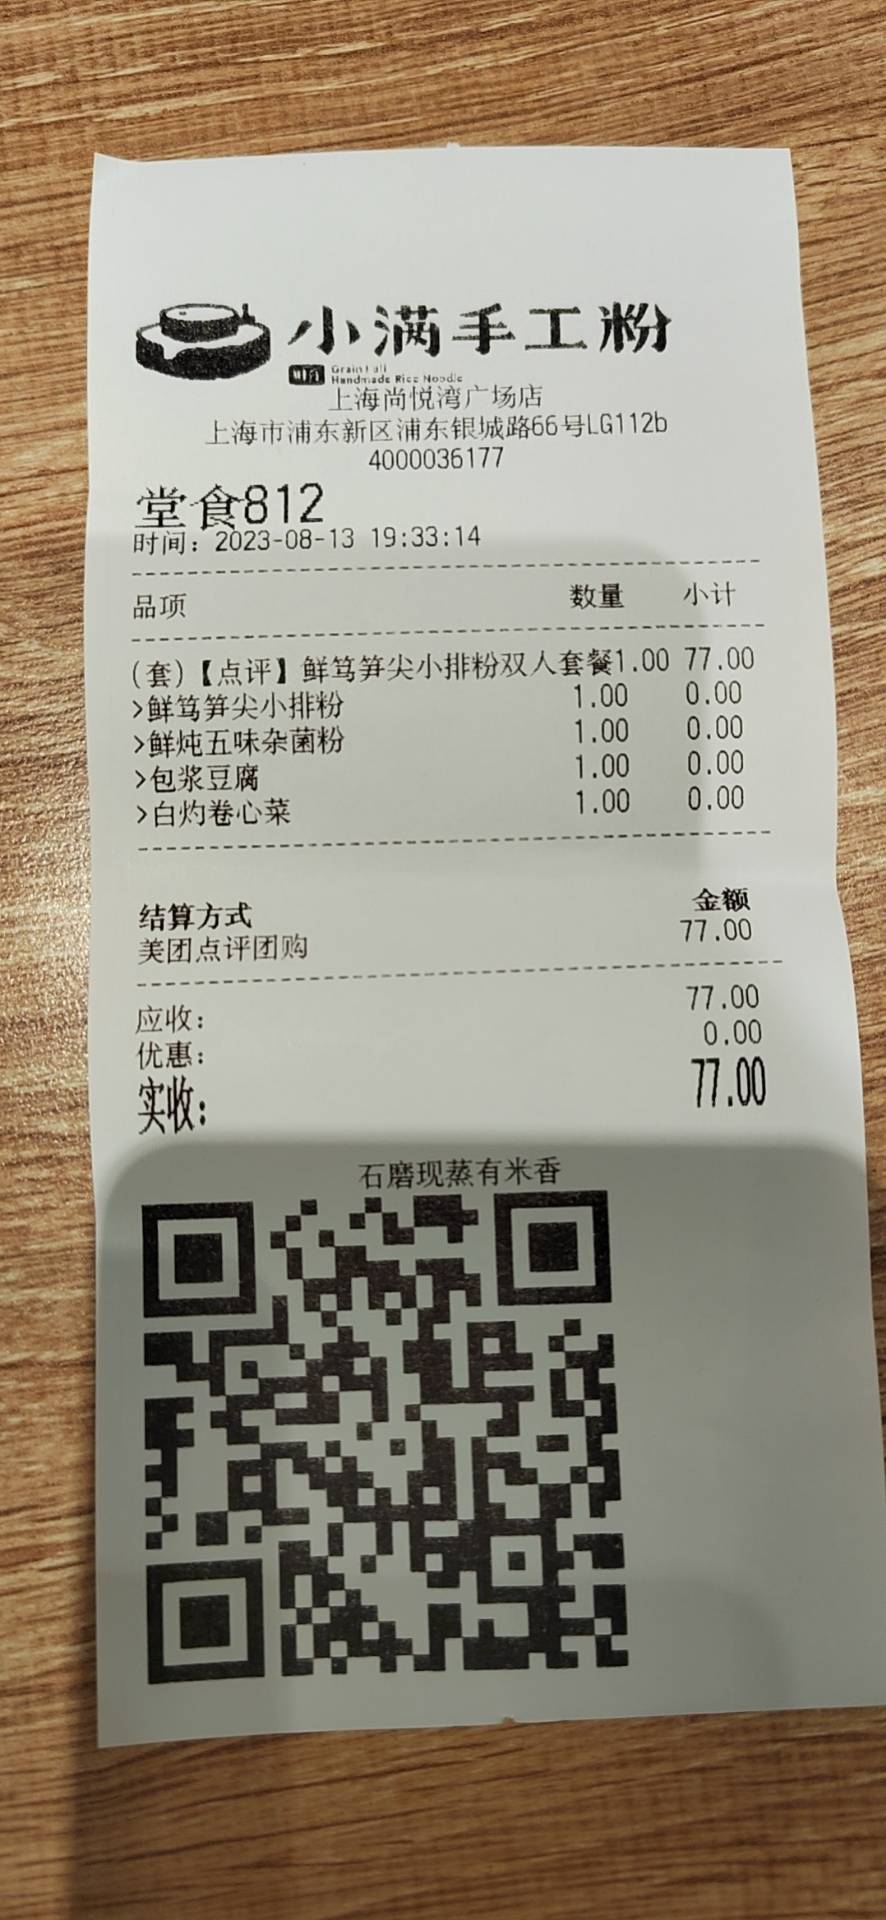 小满手工粉
Grain Full
Handmade Rice Noodle
上海尚悦湾广场店
上海市浦东新区浦东银城路66号LG112b
4000036177
堂食812
时间：2023-08-13 19:33:14
品项 数量 小计
(套)【点评】鲜笃笋尖小排粉双人套餐1.00 77.00
>鲜笃笋尖小排粉 1.00 0.00
>鲜炖五味杂菌粉 1.00 0.00
>包浆豆腐 1.00 0.00
>白灼卷心菜 1.00 0.00
结算方式 金额
美团点评团购 77.00
应收： 77.00
优惠： 0.00
实收： 77.00
石磨现蒸有米香